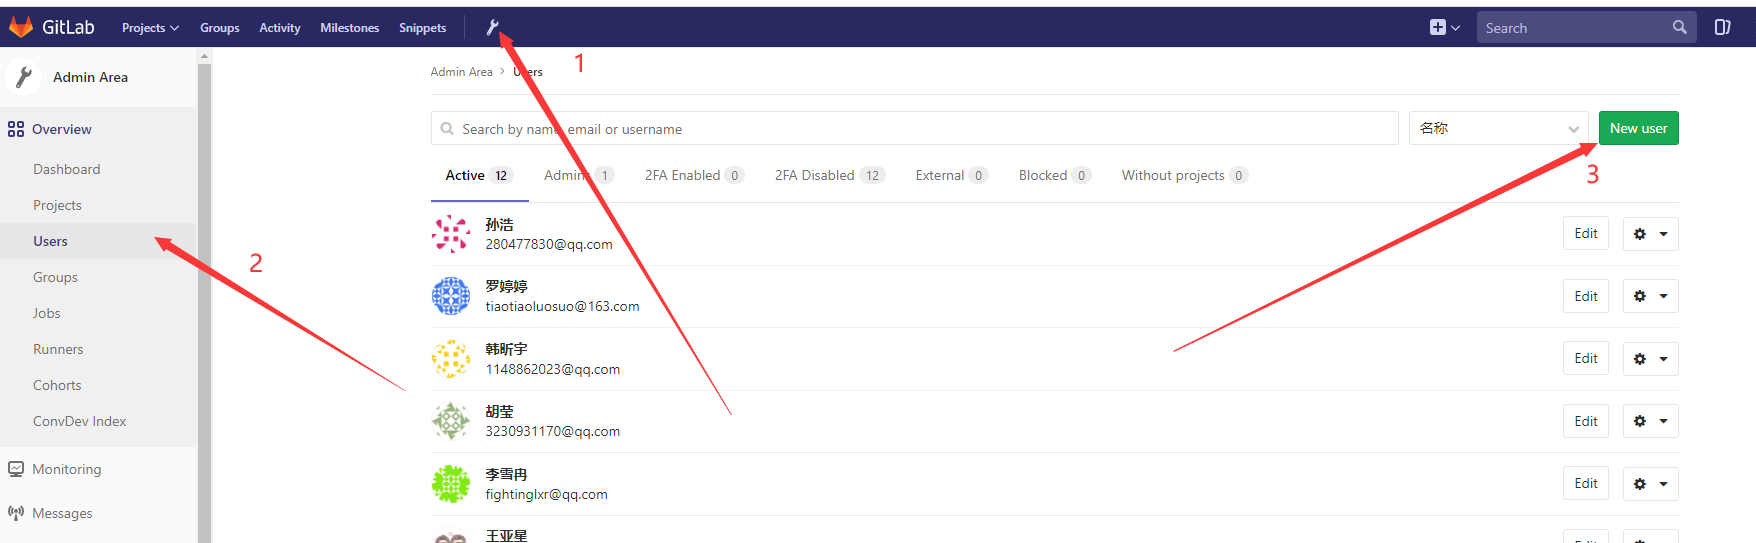 GitLab Projects Groups Activity Milestones Snippets Search
1
Admin Area
Admin Area > Users
Overview
Search by name, email or username 名称 New user
Dashboard
Active 12 Admins 1 2FA Enabled 0 2FA Disabled 12 External 0 Blocked 0 Without projects 0
3
Projects
孙浩
280477830@qq.com Edit
Users
2
Groups
罗婷婷
tiaotiaoluosuo@163.com Edit
Jobs
Runners
韩昕宇
1148862023@qq.com Edit
Cohorts
胡莹
3230931170@qq.com Edit
ConvDev Index
Monitoring
李雪冉
fightinglxr@qq.com Edit
Messages
王亚星
Edit